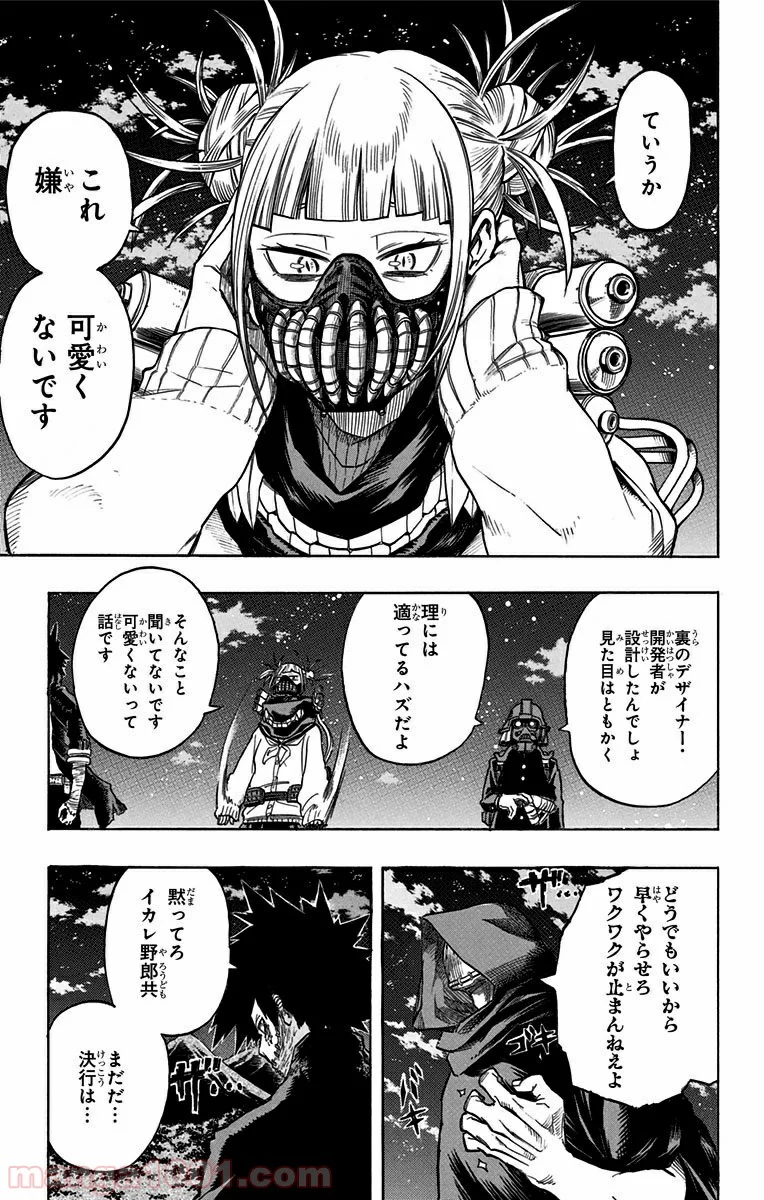 ていうか
これ
嫌
可愛く
ないです
裏のデザイナー・
開発者が
設計したんでしょ
見た目はともかく
理には
適ってるハズだよ
そんなこと
聞いてないです
可愛くないって
話です
どうでもいいから
早くやらせろ
ワクワクが止まんねえよ
ゴキ
黙ってろ
イカレ野郎共
まだだ…
決行は…